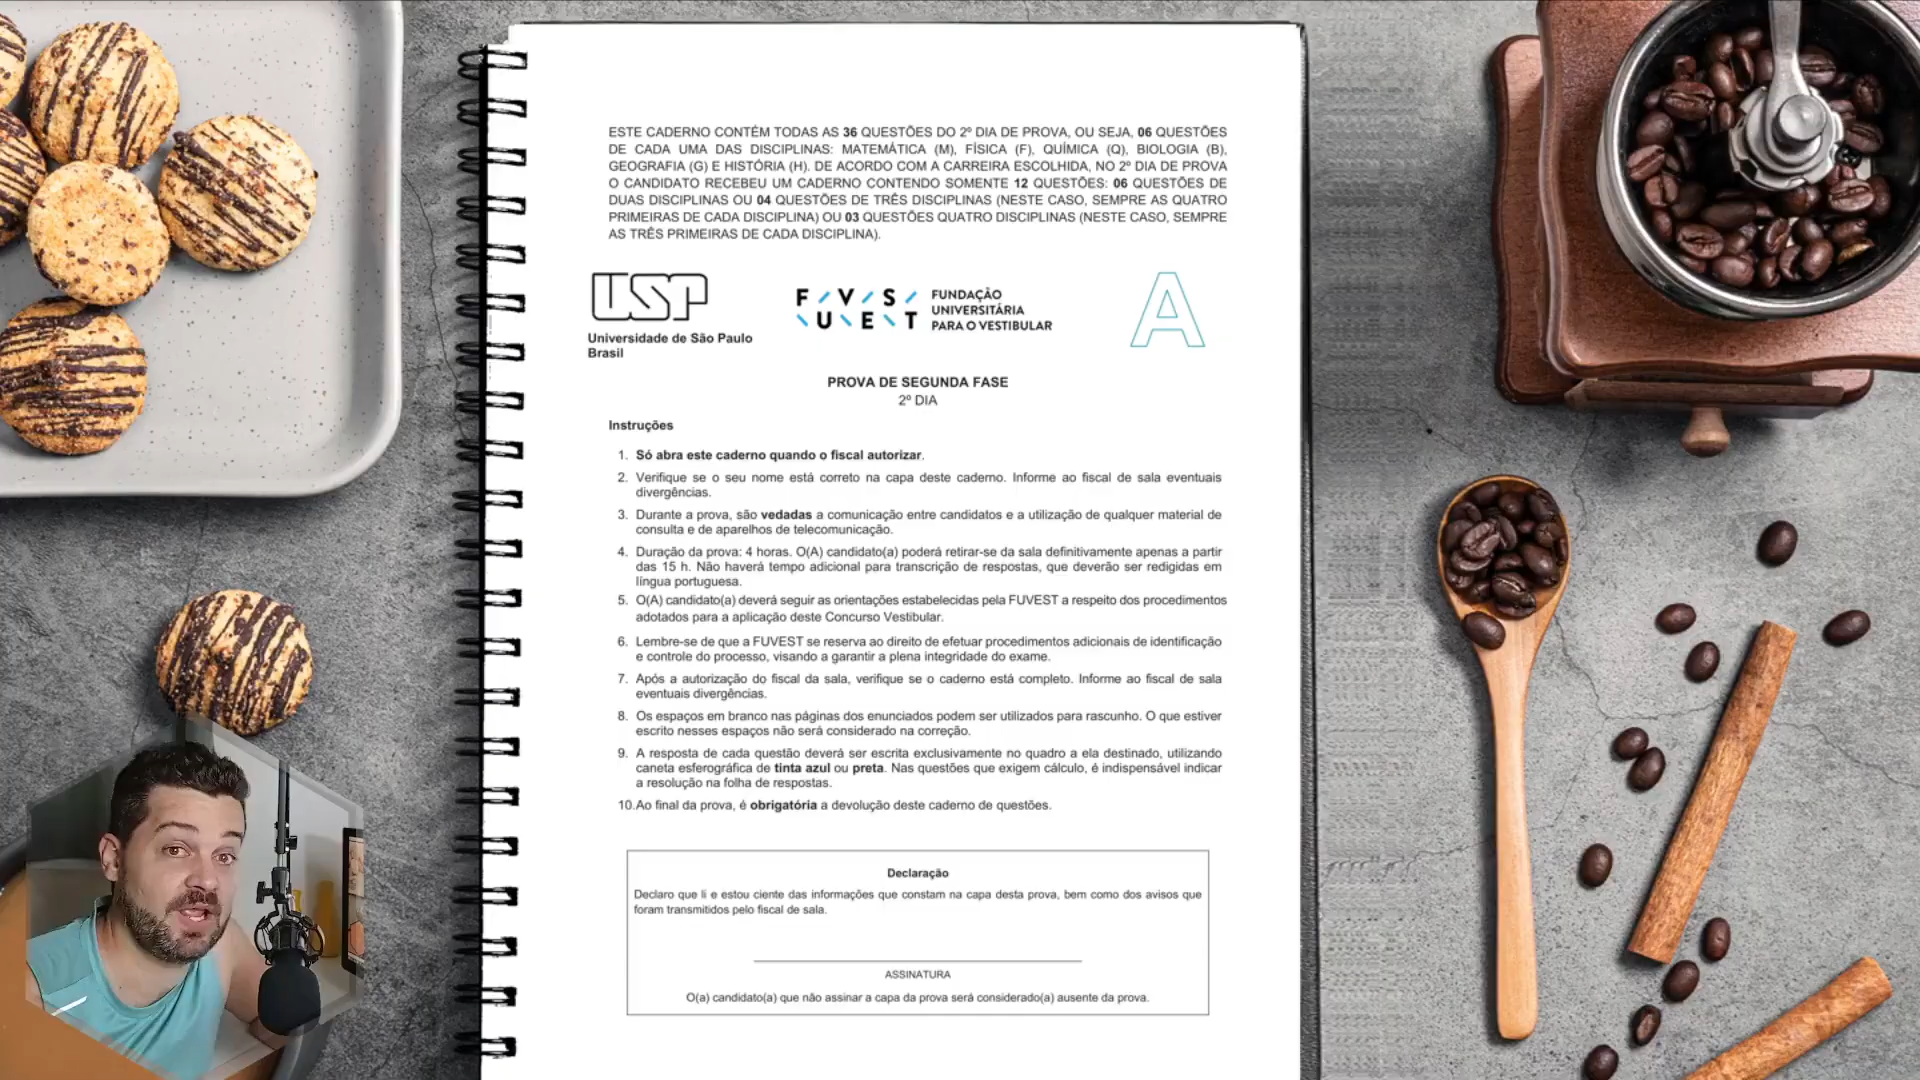 ESTE CADERNO CONTÉM TODAS AS 36 QUESTÕES DO 2º DIA DE PROVA, OU SEJA, 06 QUESTÕES
DE CADA UMA DAS DISCIPLINAS: MATEMÁTICA (M), FÍSICA (F), QUÍMICA (Q), BIOLOGIA (B),
GEOGRAFIA (G) E HISTÓRIA (H). DE ACORDO COM A CARREIRA ESCOLHIDA, NO 2º DIA DE PROVA
O CANDIDATO RECEBEU UM CADERNO CONTENDO SOMENTE 12 QUESTÕES: 06 QUESTÕES DE
DUAS DISCIPLINAS OU 04 QUESTÕES DE TRÊS DISCIPLINAS (NESTE CASO, SEMPRE AS QUATRO
PRIMEIRAS DE CADA DISCIPLINA) OU 03 QUESTÕES QUATRO DISCIPLINAS (NESTE CASO, SEMPRE
AS TRÊS PRIMEIRAS DE CADA DISCIPLINA).
USP
Universidade de São Paulo
Brasil
FUVEST
FUNDAÇÃO
UNIVERSITÁRIA
PARA O VESTIBULAR
A
PROVA DE SEGUNDA FASE
2º DIA
Instruções
1. Só abra este caderno quando o fiscal autorizar.
2. Verifique se o seu nome está correto na capa deste caderno. Informe ao fiscal de sala eventuais
divergências.
3. Durante a prova, são vedadas a comunicação entre candidatos e a utilização de qualquer material de
consulta e de aparelhos de telecomunicação.
4. Duração da prova: 4 horas. O(A) candidato(a) poderá retirar-se da sala definitivamente apenas a partir
das 15 h. Não haverá tempo adicional para transcrição de respostas, que deverão ser redigidas em
língua portuguesa.
5. O(A) candidato(a) deverá seguir as orientações estabelecidas pela FUVEST a respeito dos procedimentos
adotados para a aplicação deste Concurso Vestibular.
6. Lembre-se de que a FUVEST se reserva ao direito de efetuar procedimentos adicionais de identificação
e controle do processo, visando a garantir a plena integridade do exame.
7. Após a autorização do fiscal da sala, verifique se o caderno está completo. Informe ao fiscal de sala
eventuais divergências.
8. Os espaços em branco nas páginas dos enunciados podem ser utilizados para rascunho. O que estiver
escrito nesses espaços não será considerado na correção.
9. A resposta de cada questão deverá ser escrita exclusivamente no quadro a ela destinado, utilizando
caneta esferográfica de tinta azul ou preta. Nas questões que exigem cálculo, é indispensável indicar
a resolução na folha de respostas.
10.Ao final da prova, é obrigatória a devolução deste caderno de questões.
Declaração
Declaro que li e estou ciente das informações que constam na capa desta prova, bem como dos avisos que
foram transmitidos pelo fiscal de sala.
ASSINATURA
O(a) candidato(a) que não assinar a capa da prova será considerado(a) ausente da prova.